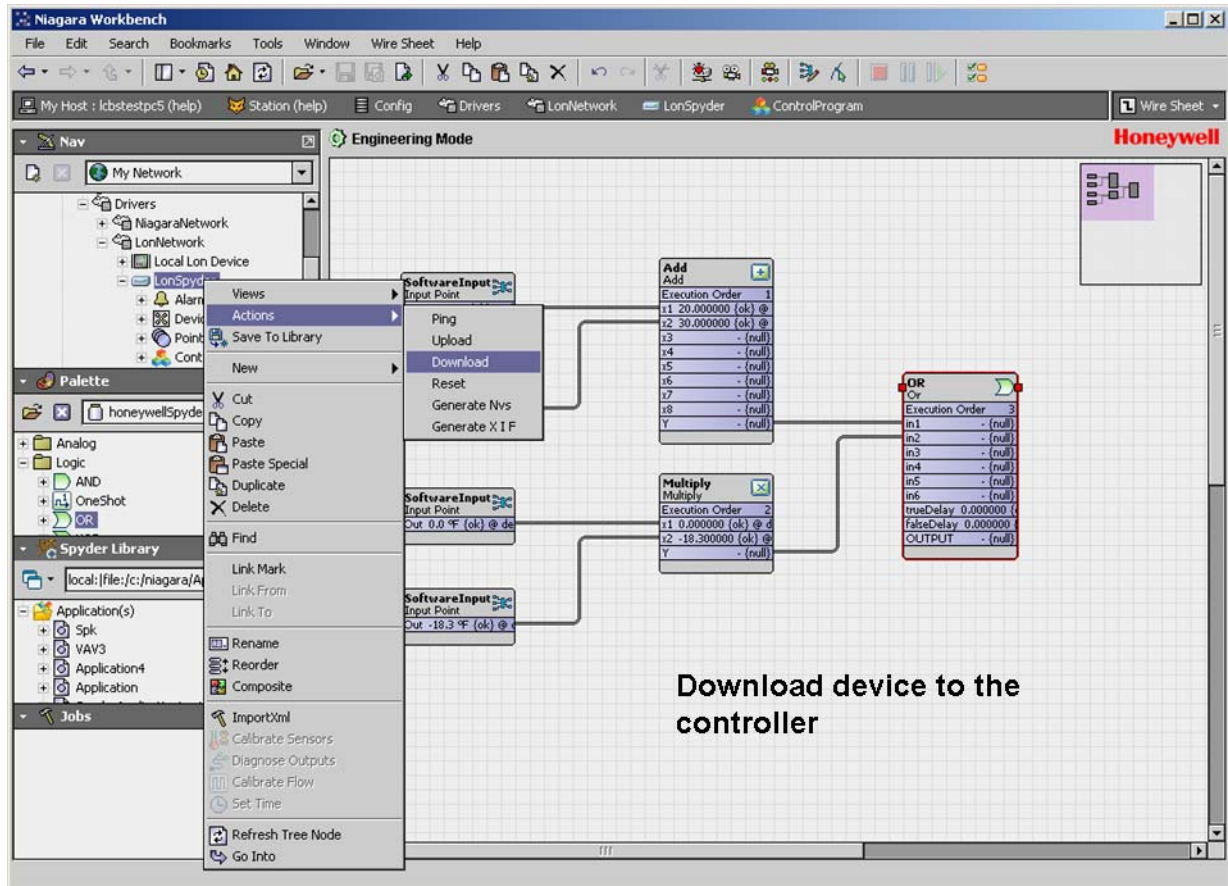 Niagara Workbench
File Edit Search Bookmarks Tools Window Wire Sheet Help
My Host : lcbstestpc5 (help) Station (help) Config Drivers LonNetwork LonSpyder ControlProgram Wire Sheet
Nav
My Network
Drivers
NiagaraNetwork
LonNetwork
Local Lon Device
LonSpyder
Alarm
Devic
Point
Cont
Palette
honeywellSpyde
Analog
Logic
AND
OneShot
OR
Spyder Library
local:|file:/c:/niagara/A
Application(s)
Spk
VAV3
Application4
Application
Jobs
Views
Actions
Save To Library
New
Cut
Copy
Paste
Paste Special
Duplicate
Delete
Find
Link Mark
Link From
Link To
Rename
Reorder
Composite
ImportXml
Calibrate Sensors
Diagnose Outputs
Calibrate Flow
Set Time
Refresh Tree Node
Go Into
Ping
Upload
Download
Reset
Generate Nvs
Generate X I F
Engineering Mode
Honeywell
SoftwareInput
Input Point
SoftwareInput
Input Point
Out 0.0 °F {ok} @ de
SoftwareInput
Input Point
Out -18.3 °F {ok} @
Add
Add
Execution Order 1
x1 20.000000 {ok} @
x2 30.000000 {ok} @
x3 - {null}
x4 - {null}
x5 - {null}
x6 - {null}
x7 - {null}
x8 - {null}
Y - {null}
Multiply
Multiply
Execution Order 2
x1 0.000000 {ok} @ d
x2 -18.300000 {ok} @
Y - {null}
OR
Or
Execution Order 3
in1 - {null}
in2 - {null}
in3 - {null}
in4 - {null}
in5 - {null}
in6 - {null}
trueDelay 0.000000 {
falseDelay 0.000000
OUTPUT - {null}
Download device to the
controller